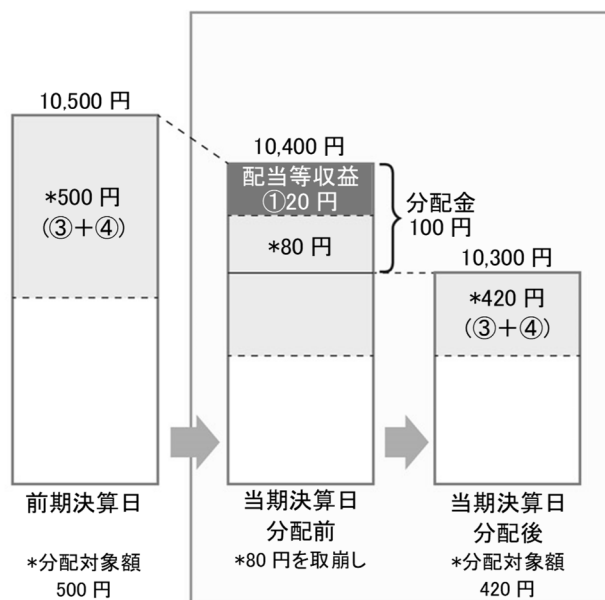 10,500 円
*500 円
(③+④)
前期決算日
*分配対象額
500 円
10,400 円
配当等収益
①20 円
*80 円
分配金
100 円
当期決算日
分配前
*80 円を取崩し
10,300 円
*420 円
(③+④)
当期決算日
分配後
*分配対象額
420 円